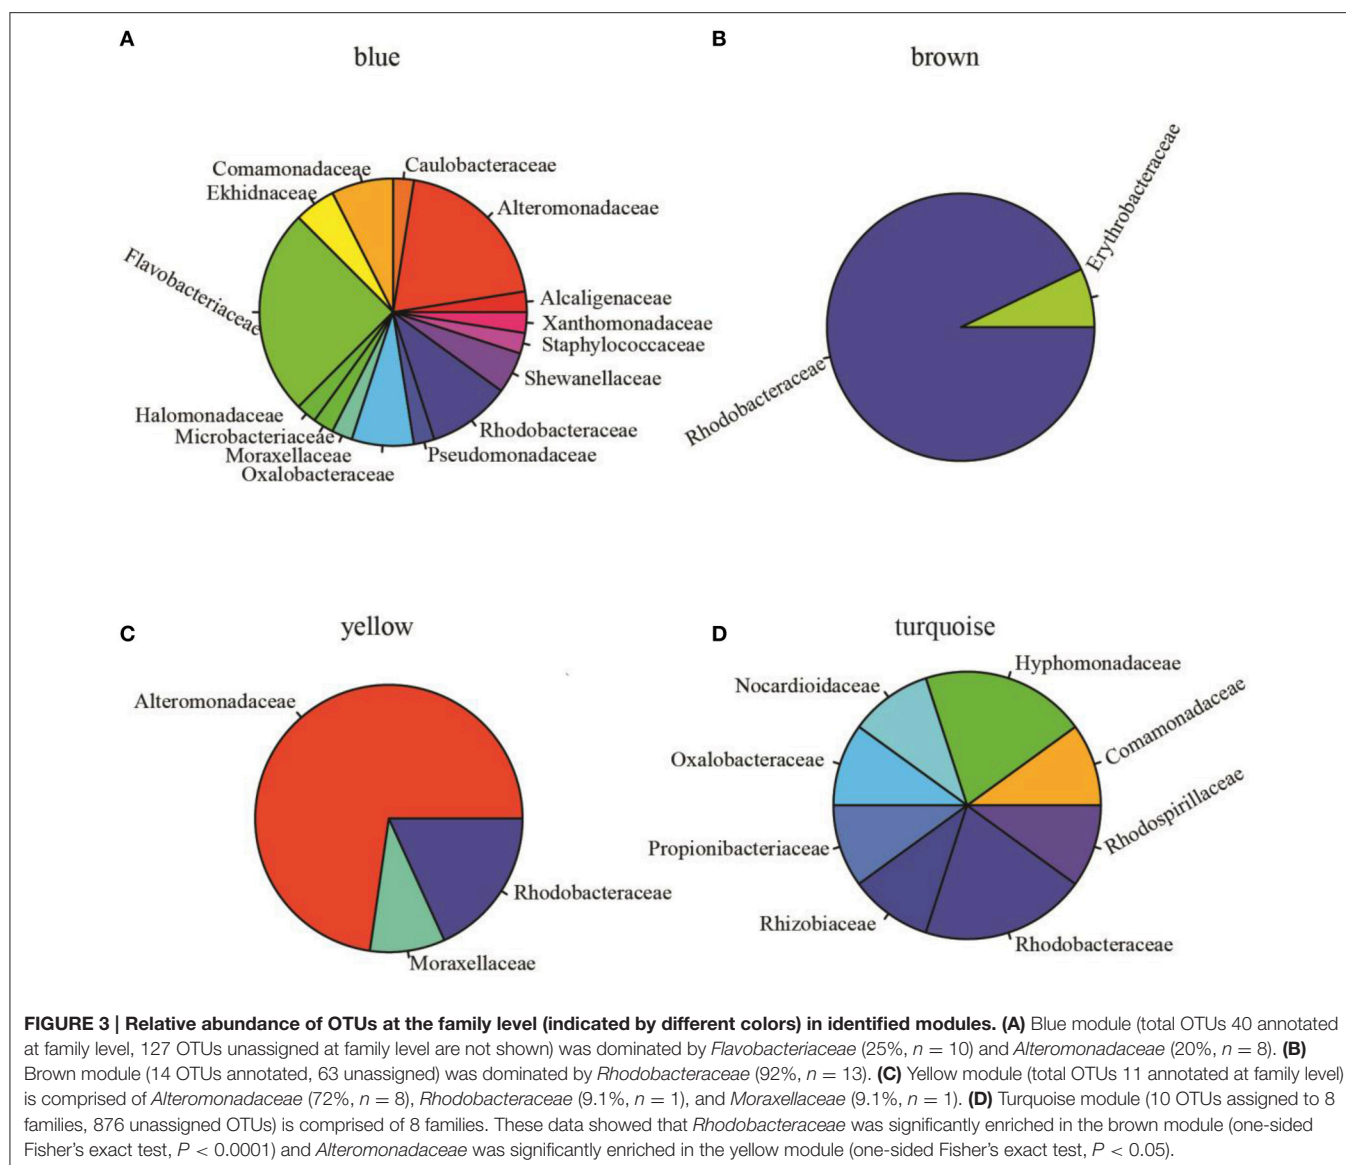 A
blue
Comamonadaceae
Caulobacteraceae
Ekhidnaceae
Alteromonadaceae
Flavobacteriaceae
Alcaligenaceae
Xanthomonadaceae
Staphylococcaceae
Shewanellaceae
Halomonadaceae
Microbacteriaceae
Moraxellaceae
Oxalobacteraceae
Rhodobacteraceae
Pseudomonadaceae
B
brown
Erythrobacteraceae
Rhodobacteraceae
C
yellow
Alteromonadaceae
Rhodobacteraceae
Moraxellaceae
D
turquoise
Hyphomonadaceae
Nocardioidaceae
Comamonadaceae
Oxalobacteraceae
Rhodospirillaceae
Propionibacteriaceae
Rhizobiaceae
Rhodobacteraceae
FIGURE 3 | Relative abundance of OTUs at the family level (indicated by different colors) in identified modules. (A) Blue module (total OTUs 40 annotated
at family level, 127 OTUs unassigned at family level are not shown) was dominated by Flavobacteriaceae (25%, n = 10) and Alteromonadaceae (20%, n = 8). (B)
Brown module (14 OTUs annotated, 63 unassigned) was dominated by Rhodobacteraceae (92%, n = 13). (C) Yellow module (total OTUs 11 annotated at family level)
is comprised of Alteromonadaceae (72%, n = 8), Rhodobacteraceae (9.1%, n = 1), and Moraxellaceae (9.1%, n = 1). (D) Turquoise module (10 OTUs assigned to 8
families, 876 unassigned OTUs) is comprised of 8 families. These data showed that Rhodobacteraceae was significantly enriched in the brown module (one-sided
Fisher's exact test, P < 0.0001) and Alteromonadaceae was significantly enriched in the yellow module (one-sided Fisher's exact test, P < 0.05).